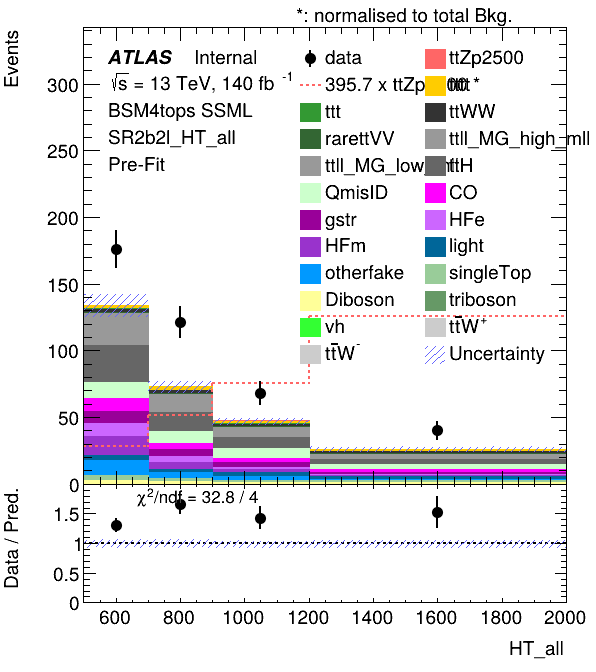 *: normalised to total Bkg.
Events
ATLAS Internal
√s = 13 TeV, 140 fb⁻¹
BSM4tops SSML
SR2b2l_HT_all
Pre-Fit
data
ttZp2500
395.7 x ttZp
*
ttt
ttWW
rarettVV
ttll_MG_high_mll
ttll_MG_low_
ttH
QmisID
CO
gstr
HFe
HFm
light
otherfake
singleTop
Diboson
triboson
vh
tt̄W⁺
tt̄W⁻
Uncertainty
300
250
200
150
100
50
0
χ²/ndf = 32.8 / 4
Data / Pred.
1.5
1
0.5
0
600 800 1000 1200 1400 1600 1800 2000
HT_all